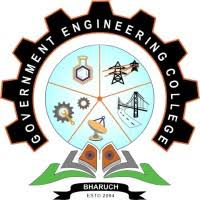 GOVERNMENT ENGINEERING COLLEGE
BHARUCH
ESTD 2004